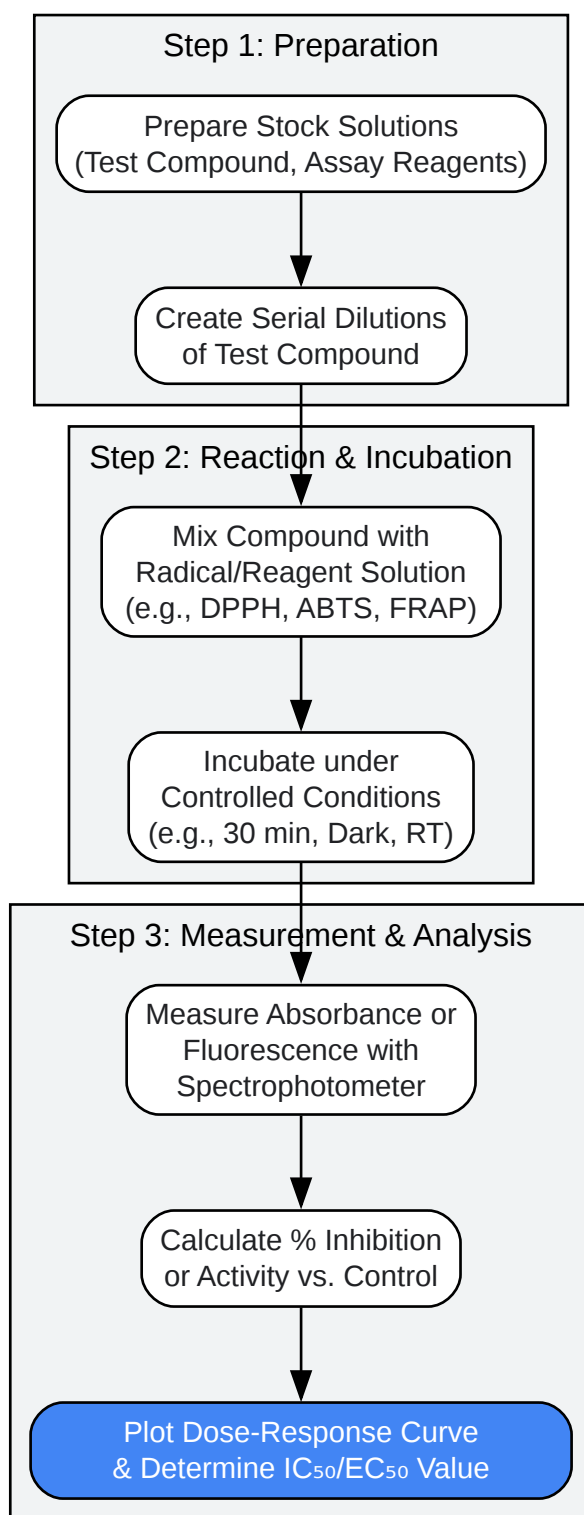 Step 1: Preparation
Prepare Stock Solutions
(Test Compound, Assay Reagents)
Create Serial Dilutions
of Test Compound
Step 2: Reaction & Incubation
Mix Compound with
Radical/Reagent Solution
(e.g., DPPH, ABTS, FRAP)
Incubate under
Controlled Conditions
(e.g., 30 min, Dark, RT)
Step 3: Measurement & Analysis
Measure Absorbance or
Fluorescence with
Spectrophotometer
Calculate % Inhibition
or Activity vs. Control
Plot Dose-Response Curve
& Determine IC₅₀/EC₅₀ Value